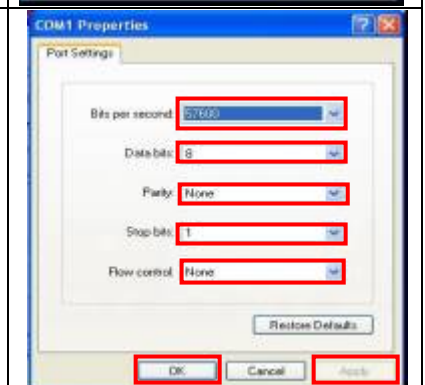 COM1 Properties
Port Settings
Bits per second: 57600
Data bits: 8
Parity: None
Stop bits: 1
Flow control: None
Restore Defaults
OK Cancel Apply